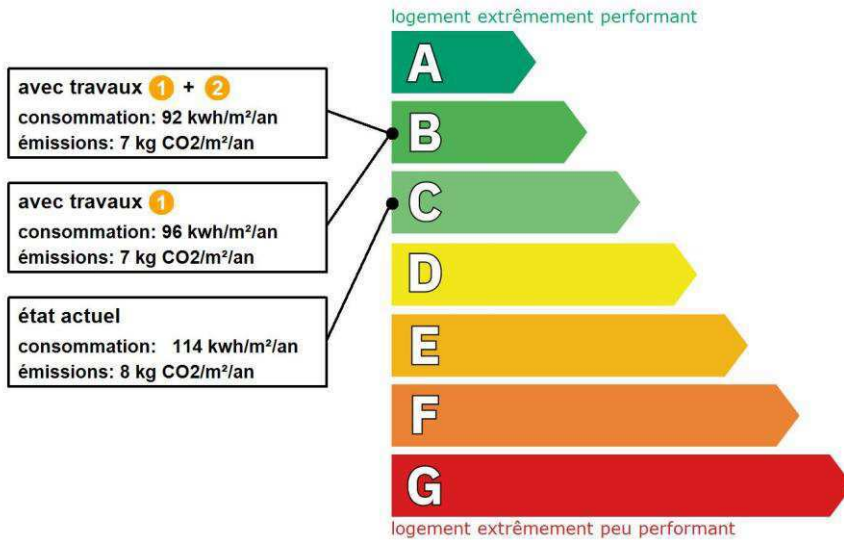 logement extrêmement performant
avec travaux 1 + 2
consommation: 92 kwh/m²/an
émissions: 7 kg CO2/m²/an
avec travaux 1
consommation: 96 kwh/m²/an
émissions: 7 kg CO2/m²/an
état actuel
consommation: 114 kwh/m²/an
émissions: 8 kg CO2/m²/an
A
B
C
D
E
F
G
logement extrêmement peu performant